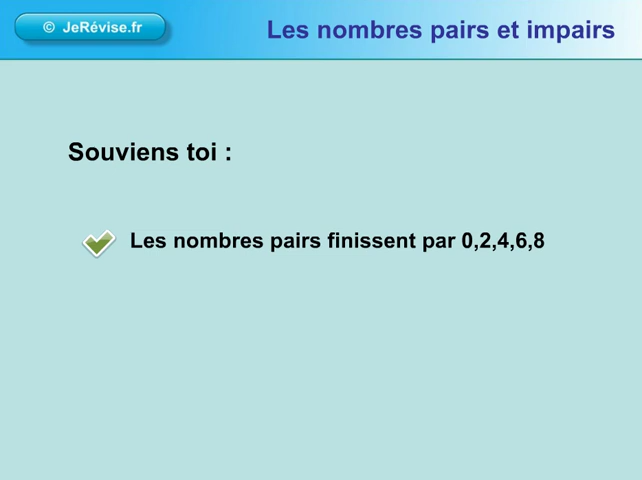 © JeRévise.fr
Les nombres pairs et impairs
Souviens toi :
Les nombres pairs finissent par 0,2,4,6,8